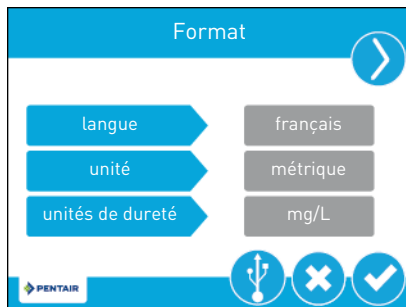 Format
langue français
unité métrique
unités de dureté mg/L
PENTAIR